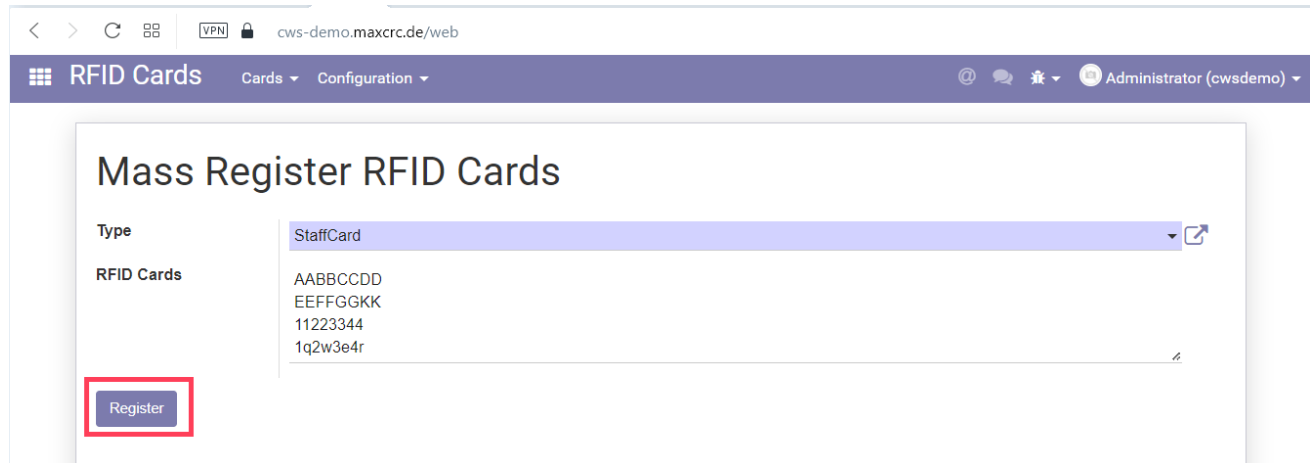 VPN cws-demo.maxcrc.de/web
RFID Cards Cards Configuration @ Administrator (cwsdemo)
Mass Register RFID Cards
Type StaffCard
RFID Cards AABBCCDD
EEFFGGKK
11223344
1q2w3e4r
Register